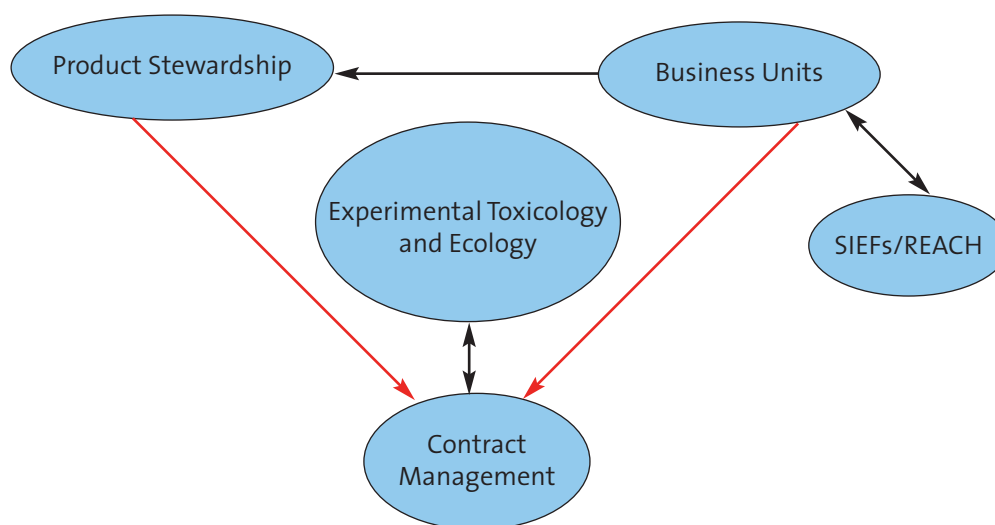 Product Stewardship
Business Units
Experimental Toxicology
and Ecology
SIEFs/REACH
Contract
Management